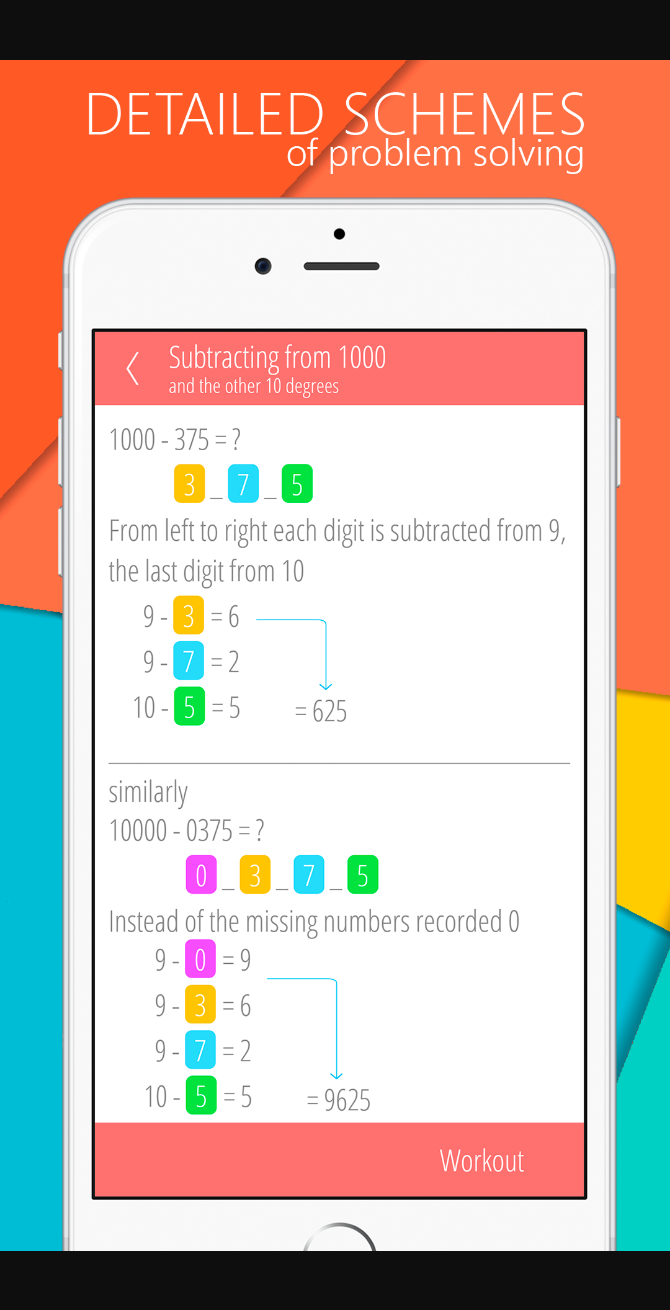 DETAILED SCHEMES
of problem solving
Subtracting from 1000
and the other 10 degrees
1000 - 375 = ?
3 _ 7 _ 5
From left to right each digit is subtracted from 9,
the last digit from 10
9 - 3 = 6
9 - 7 = 2
10 - 5 = 5
= 625
similarly
10000 - 0375 = ?
0 _ 3 _ 7 _ 5
Instead of the missing numbers recorded 0
9 - 0 = 9
9 - 3 = 6
9 - 7 = 2
10 - 5 = 5
= 9625
Workout